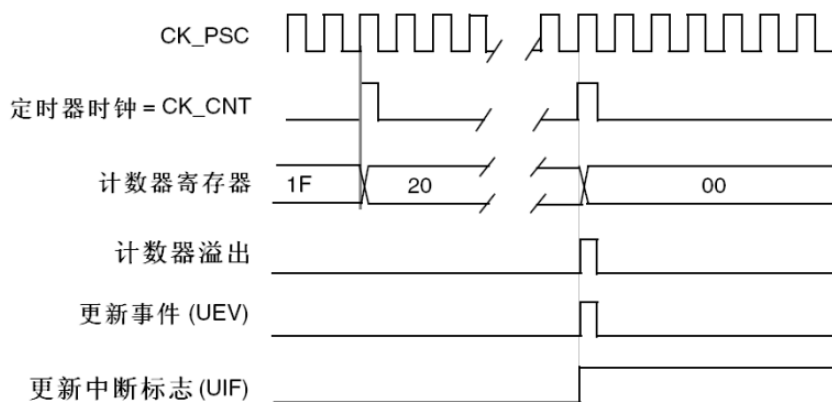 CK_PSC
定时器时钟 = CK_CNT
计数器寄存器 1F 20 00
计数器溢出
更新事件 (UEV)
更新中断标志 (UIF)